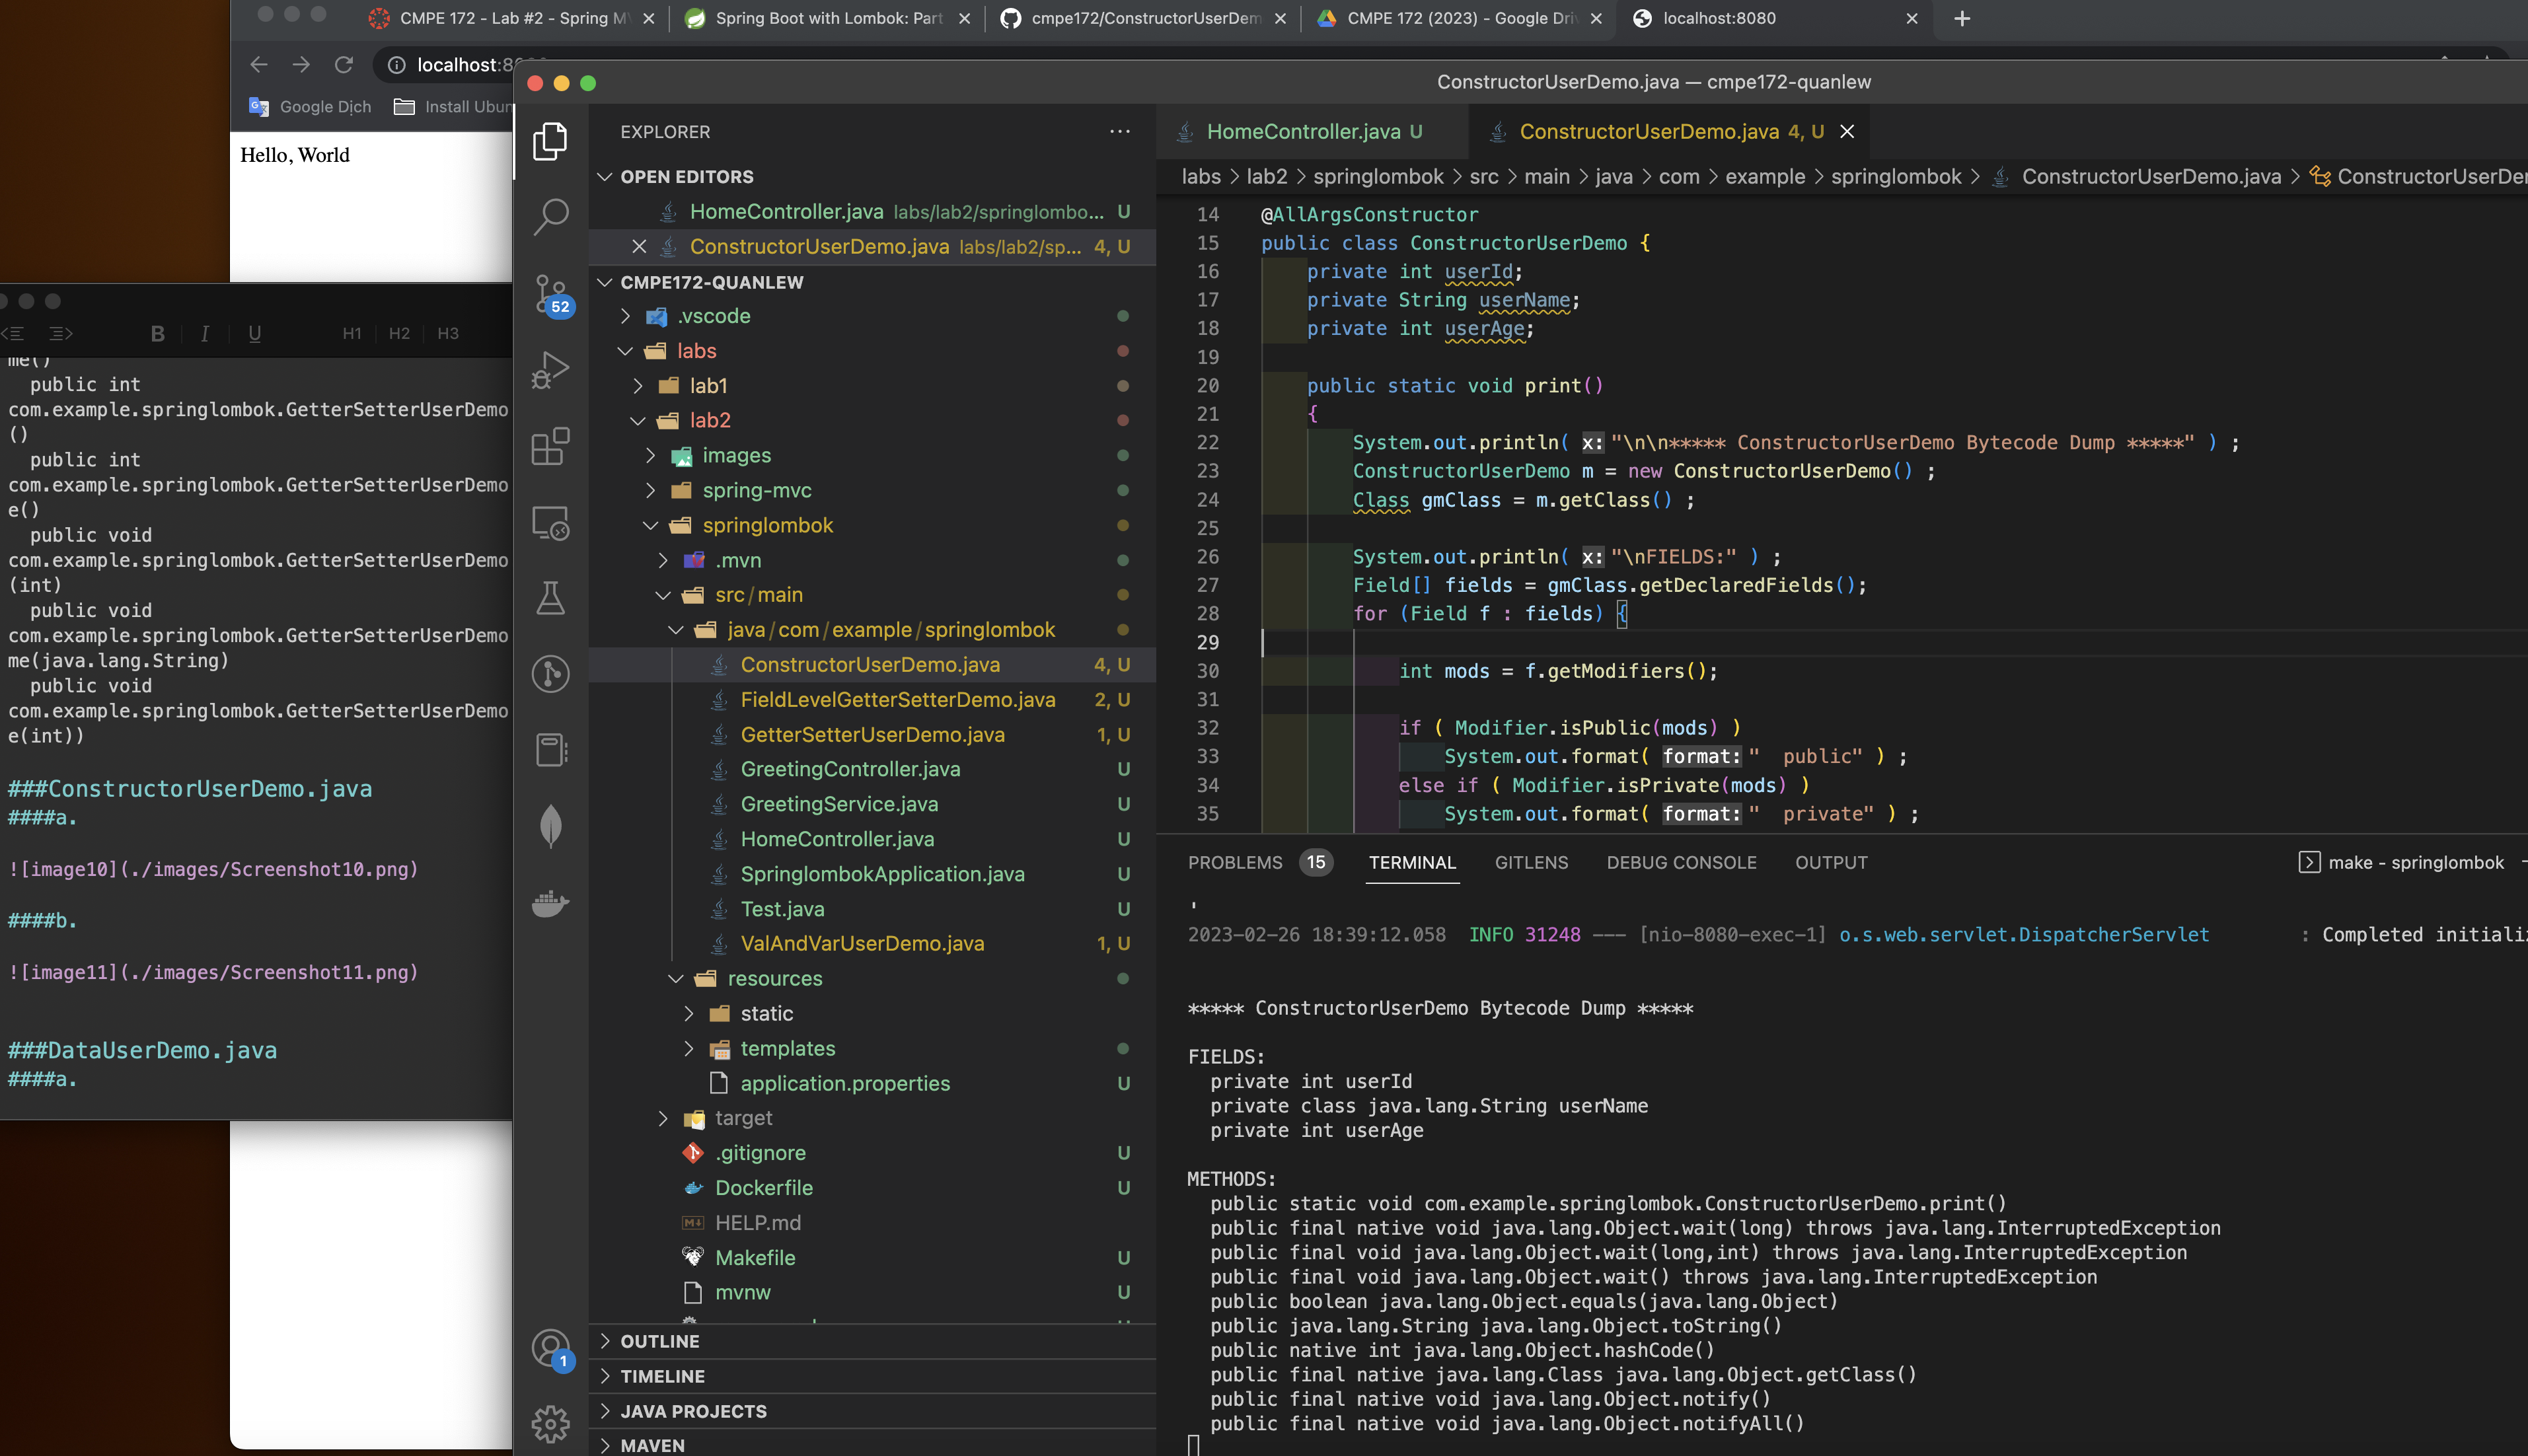 CMPE 172 - Lab #2 - Spring M
Spring Boot with Lombok: Part
cmpe172/ConstructorUserDem
CMPE 172 (2023) - Google Dri
localhost:8080
localhost:8
Google Dịch
Install Ubun
Hello, World
B I U H1 H2 H3
me()
public int
com.example.springlombok.GetterSetterUserDemo
()
public int
com.example.springlombok.GetterSetterUserDemo
e()
public void
com.example.springlombok.GetterSetterUserDemo
(int)
public void
com.example.springlombok.GetterSetterUserDemo
me(java.lang.String)
public void
com.example.springlombok.GetterSetterUserDemo
e(int))
###ConstructorUserDemo.java
####a.
![image10](./images/Screenshot10.png)
####b.
![image11](./images/Screenshot11.png)
###DataUserDemo.java
####a.
ConstructorUserDemo.java — cmpe172-quanlew
EXPLORER
OPEN EDITORS
HomeController.java labs/lab2/springlombo... U
ConstructorUserDemo.java labs/lab2/sp... 4, U
CMPE172-QUANLEW
.vscode
labs
lab1
lab2
images
spring-mvc
springlombok
.mvn
src/main
java/com/example/springlombok
ConstructorUserDemo.java 4, U
FieldLevelGetterSetterDemo.java 2, U
GetterSetterUserDemo.java 1, U
GreetingController.java U
GreetingService.java U
HomeController.java U
SpringlombokApplication.java U
Test.java U
ValAndVarUserDemo.java 1, U
resources
static
templates
application.properties U
target
.gitignore U
Dockerfile U
HELP.md
Makefile U
mvnw U
OUTLINE
TIMELINE
JAVA PROJECTS
MAVEN
52
1
HomeController.java U
ConstructorUserDemo.java 4, U
labs > lab2 > springlombok > src > main > java > com > example > springlombok > ConstructorUserDemo.java > ConstructorUserDe
14 @AllArgsConstructor
15 public class ConstructorUserDemo {
16 private int userId;
17 private String userName;
18 private int userAge;
19
20 public static void print()
21 {
22 System.out.println( x: "\n\n***** ConstructorUserDemo Bytecode Dump *****" ) ;
23 ConstructorUserDemo m = new ConstructorUserDemo() ;
24 Class gmClass = m.getClass() ;
25
26 System.out.println( x: "\nFIELDS:" ) ;
27 Field[] fields = gmClass.getDeclaredFields();
28 for (Field f : fields) {
29
30 int mods = f.getModifiers();
31
32 if ( Modifier.isPublic(mods) )
33 System.out.format( format: "  public" ) ;
34 else if ( Modifier.isPrivate(mods) )
35 System.out.format( format: "  private" ) ;
PROBLEMS 15 TERMINAL GITLENS DEBUG CONSOLE OUTPUT make - springlombok
'
2023-02-26 18:39:12.058 INFO 31248 --- [nio-8080-exec-1] o.s.web.servlet.DispatcherServlet : Completed initializ
***** ConstructorUserDemo Bytecode Dump *****
FIELDS:
private int userId
private class java.lang.String userName
private int userAge
METHODS:
public static void com.example.springlombok.ConstructorUserDemo.print()
public final native void java.lang.Object.wait(long) throws java.lang.InterruptedException
public final void java.lang.Object.wait(long,int) throws java.lang.InterruptedException
public final void java.lang.Object.wait() throws java.lang.InterruptedException
public boolean java.lang.Object.equals(java.lang.Object)
public java.lang.String java.lang.Object.toString()
public native int java.lang.Object.hashCode()
public final native java.lang.Class java.lang.Object.getClass()
public final native void java.lang.Object.notify()
public final native void java.lang.Object.notifyAll()